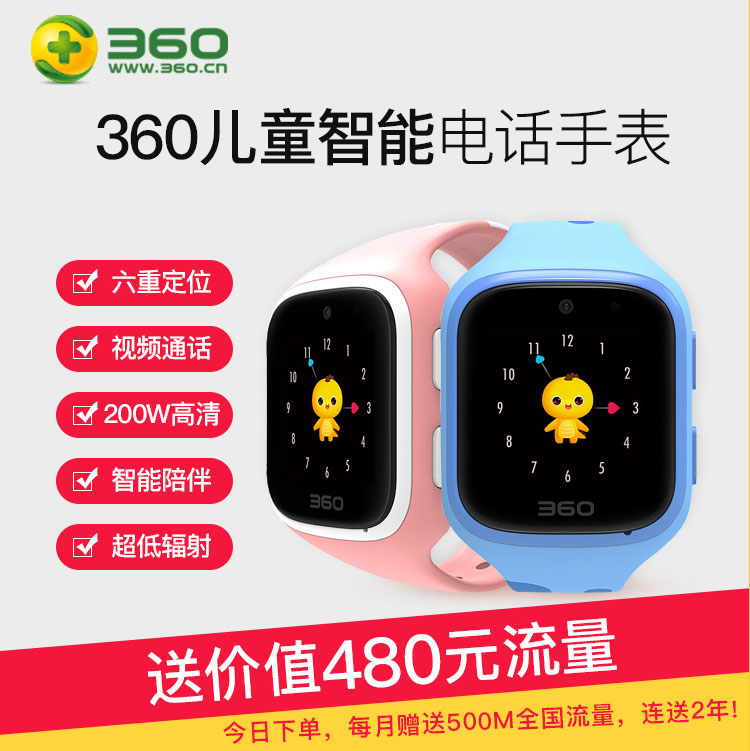 360
WWW.360.CN
360儿童智能电话手表
六重定位
视频通话
200W高清
智能陪伴
超低辐射
11 12 1
10 2
9 3
8 4
7 6 5
360
11 12 1
10 2
9 3
8 4
7 6 5
360
送价值480元流量
今日下单，每月赠送500M全国流量，连送2年!